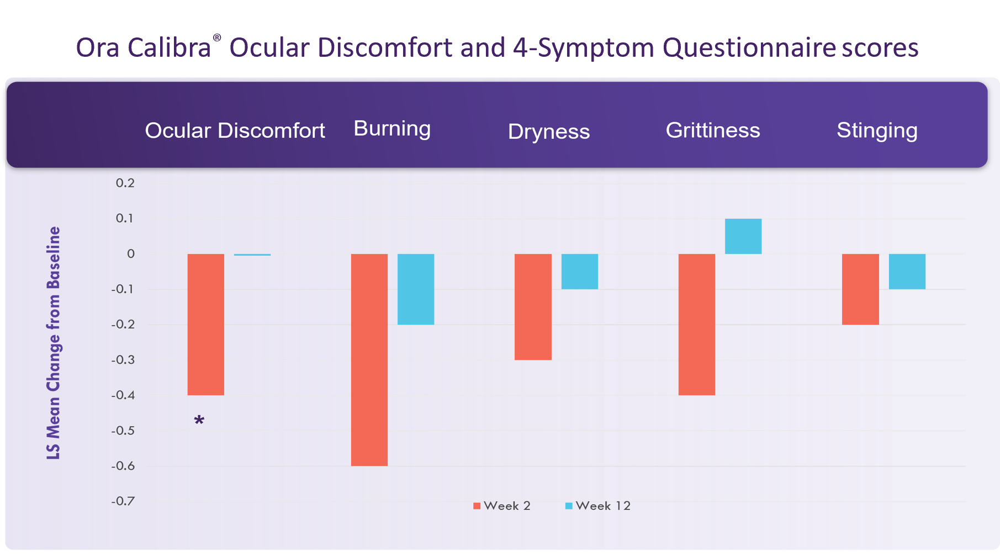 Ora Calibra® Ocular Discomfort and 4-Symptom Questionnaire scores
Ocular Discomfort Burning Dryness Grittiness Stinging
LS Mean Change from Baseline
0.2
0.1
0
-0.1
-0.2
-0.3
-0.4
*
-0.5
-0.6
-0.7
Week 2 Week 12